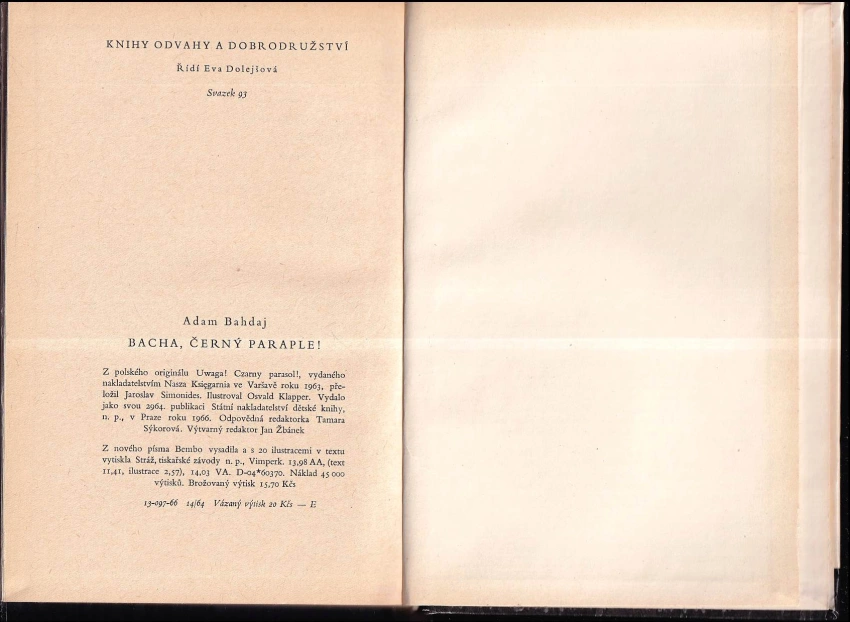 KNIHY ODVAHY A DOBRODRUŽSTVÍ
Řídí Eva Dolejšová
Svazek 93
Adam Bahdaj
BACHA, ČERNÝ PARAPLE!
Z polského originálu Uwaga! Czarny parasol!, vydaného
nakladatelstvím Nasza Księgarnia ve Varšavě roku 1963, pře-
ložil Jaroslav Simonides. Ilustroval Osvald Klapper. Vydalo
jako svou 2964. publikaci Státní nakladatelství dětské knihy,
n. p., v Praze roku 1966. Odpovědná redaktorka Tamara
Sýkorová. Výtvarný redaktor Jan Žbánek
Z nového písma Bembo vysadila a s 20 ilustracemi v textu
vytiskla Stráž, tiskařské závody n. p., Vimperk. 13,98 AA, (text
11,41, ilustrace 2,57), 14,03 VA. D-04*60370. Náklad 45 000
výtisků. Brožovaný výtisk 15,70 Kčs
13-097-66 14/64 Vázaný výtisk 20 Kčs — E